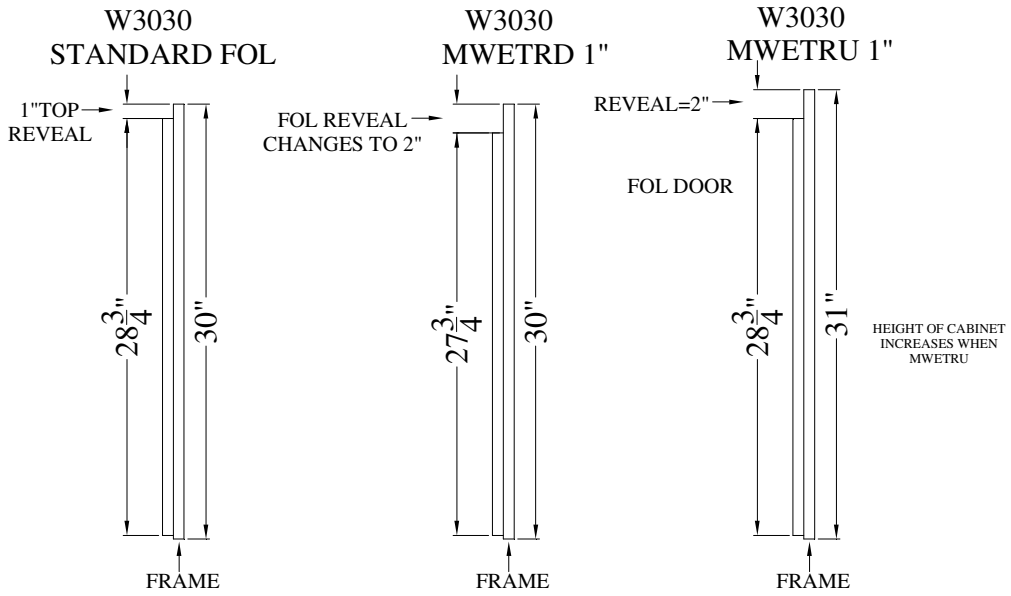 W3030
STANDARD FOL
1"TOP
REVEAL
28 3/4"
30"
FRAME
W3030
MWETRD 1"
FOL REVEAL
CHANGES TO 2"
27 3/4"
30"
FRAME
W3030
MWETRU 1"
REVEAL=2"
FOL DOOR
28 3/4"
31"
HEIGHT OF CABINET
INCREASES WHEN
MWETRU
FRAME